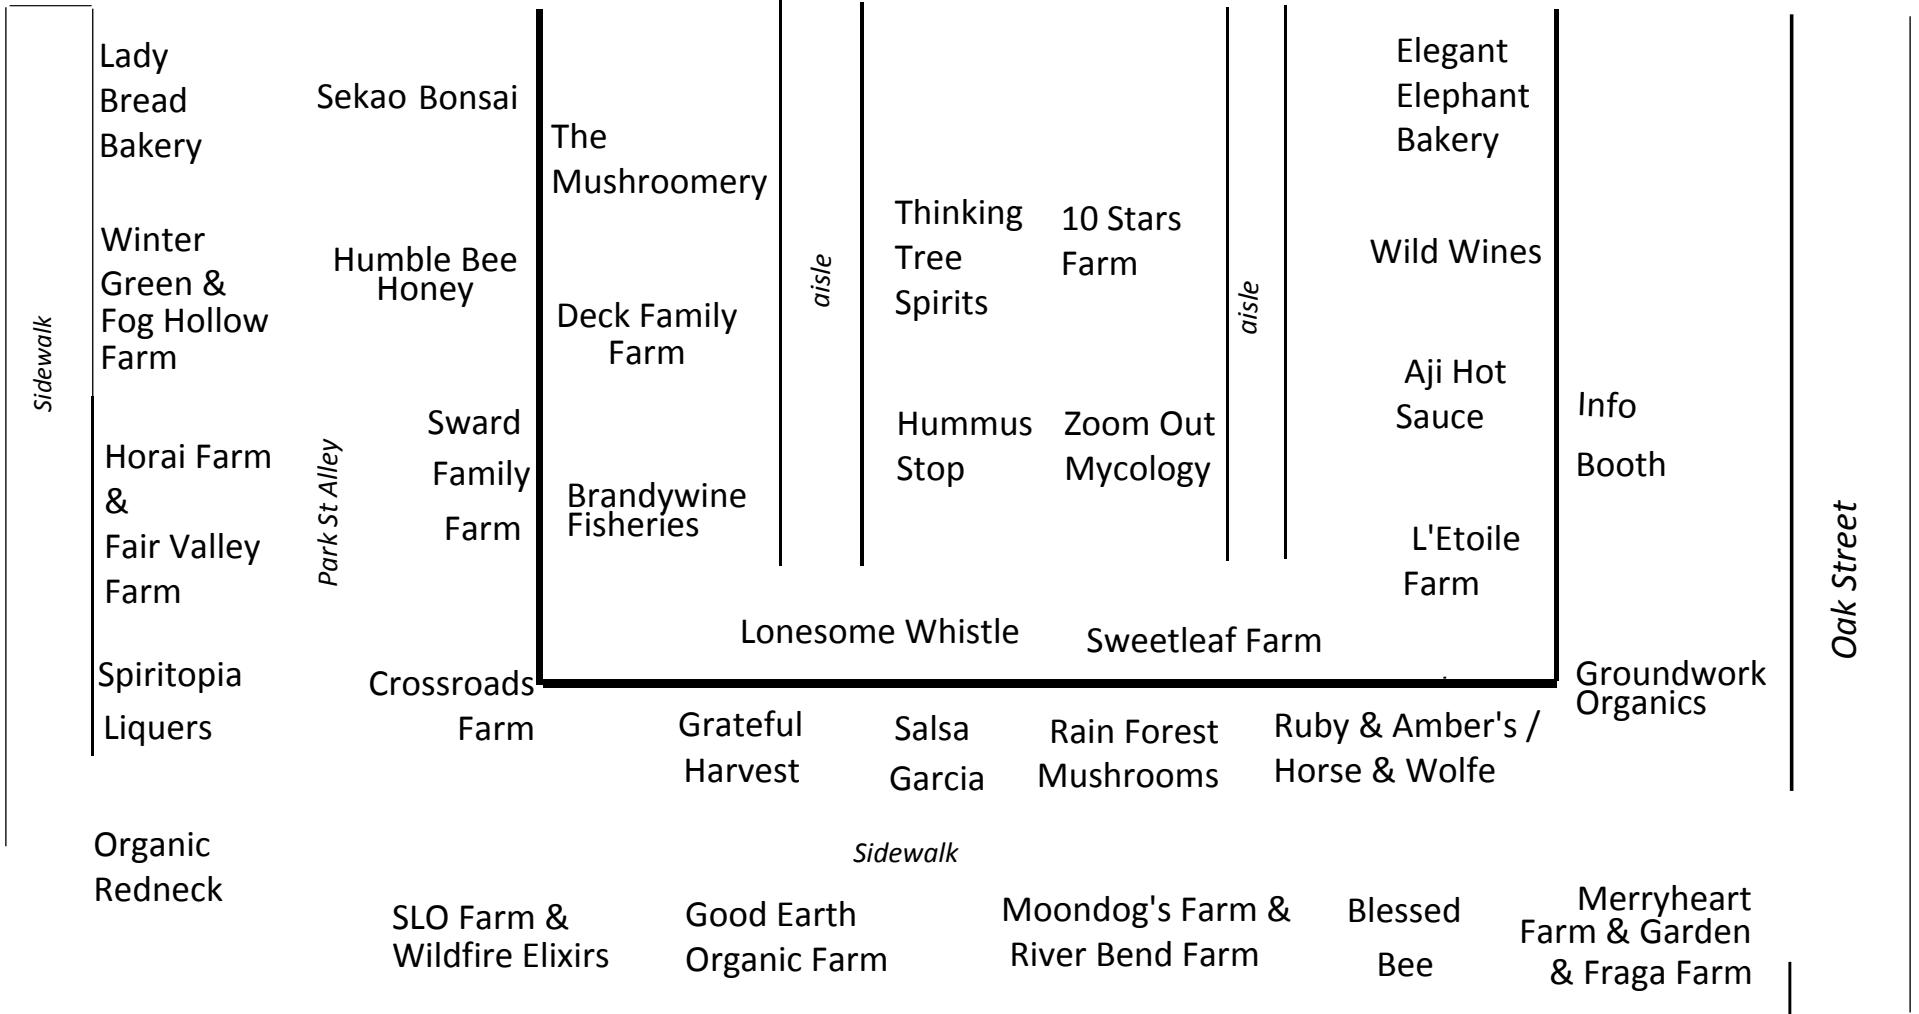 Sidewalk
Lady
Bread
Bakery
Winter
Green &
Fog Hollow
Farm
Horai Farm
&
Fair Valley
Farm
Spiritopia
Liquers
Organic
Redneck
Park St Alley
Sekao Bonsai
Humble Bee
Honey
Sward
Family
Farm
Crossroads
Farm
The
Mushroomery
Deck Family
Farm
Brandywine
Fisheries
aisle
Thinking
Tree
Spirits
10 Stars
Farm
Hummus
Stop
Zoom Out
Mycology
aisle
Elegant
Elephant
Bakery
Wild Wines
Aji Hot
Sauce
L'Etoile
Farm
Lonesome Whistle
Sweetleaf Farm
Info
Booth
Groundwork
Organics
Oak Street
Grateful
Harvest
Salsa
Garcia
Rain Forest
Mushrooms
Ruby & Amber's /
Horse & Wolfe
Sidewalk
SLO Farm &
Wildfire Elixirs
Good Earth
Organic Farm
Moondog's Farm &
River Bend Farm
Blessed
Bee
Merryheart
Farm & Garden
& Fraga Farm